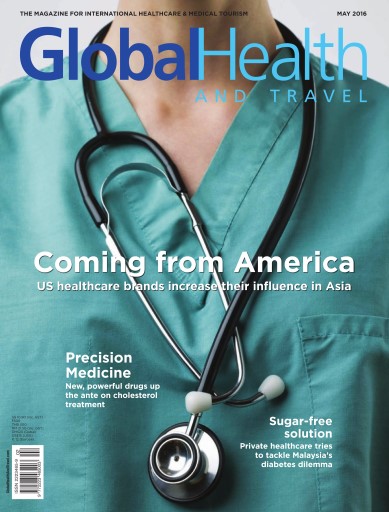 THE MAGAZINE FOR INTERNATIONAL HEALTHCARE & MEDICAL TOURISM
MAY 2016
GlobalHealth
AND TRAVEL
Coming from America
US healthcare brands increase their influence in Asia
Precision
Medicine
New, powerful drugs up
the ante on cholesterol
treatment
Sugar-free
solution
Private healthcare tries
to tackle Malaysia's
diabetes dilemma